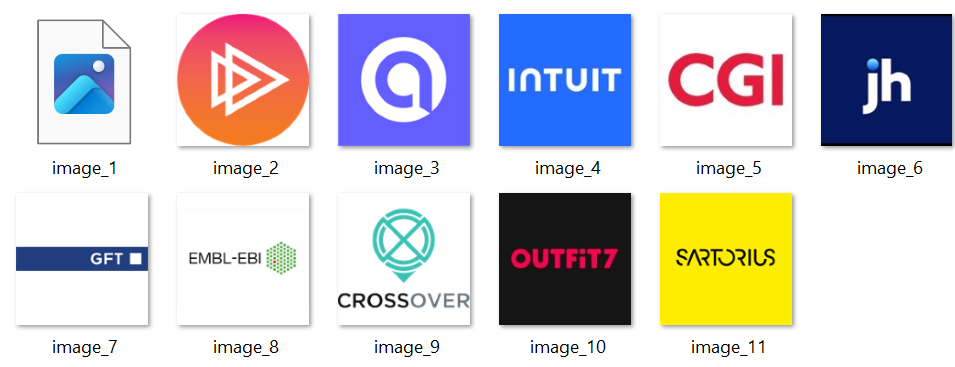 INTUIT
CGI
jh
image_1
image_2
image_3
image_4
image_5
image_6
GFT
EMBL-EBI
CROSSOVER
OUTFiT7
SARTORIUS
image_7
image_8
image_9
image_10
image_11